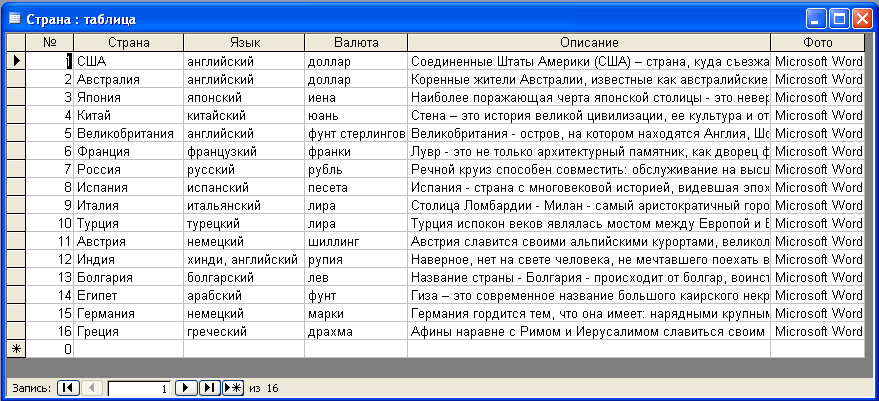 Страна : таблица
№ Страна Язык Валюта Описание Фото
1 США английский доллар Соединенные Штаты Америки (США) – страна, куда съезжа Microsoft Word
2 Австралия английский доллар Коренные жители Австралии, известные как австралийские Microsoft Word
3 Япония японский иена Наиболее поражающая черта японской столицы - это невер Microsoft Word
4 Китай китайский юань Стена – это история великой цивилизации, ее культура и от Microsoft Word
5 Великобритания английский фунт стерлингов Великобритания - остров, на котором находятся Англия, Шо Microsoft Word
6 Франция французкий франки Лувр - это не только архитектурный памятник, как дворец ф Microsoft Word
7 Россия русский рубль Речной круиз способен совместить: обслуживание на высш Microsoft Word
8 Испания испанский песета Испания - страна с многовековой историей, видевшая эпох Microsoft Word
9 Италия итальянский лира Столица Ломбардии - Милан - самый аристократичный горо Microsoft Word
10 Турция турецкий лира Турция испокон веков являлась мостом между Европой и В Microsoft Word
11 Австрия немецкий шиллинг Австрия славится своими альпийскими курортами, великол Microsoft Word
12 Индия хинди, английский рупия Наверное, нет на свете человека, не мечтавшего поехать в Microsoft Word
13 Болгария болгарский лев Название страны - Болгария - происходит от болгар, воинст Microsoft Word
14 Египет арабский фунт Гиза – это современное название большого каирского некр Microsoft Word
15 Германия немецкий марки Германия гордится тем, что она имеет: нарядными крупным Microsoft Word
16 Греция греческий драхма Афины наравне с Римом и Иерусалимом славиться своим Microsoft Word
0
Запись: 1 из 16